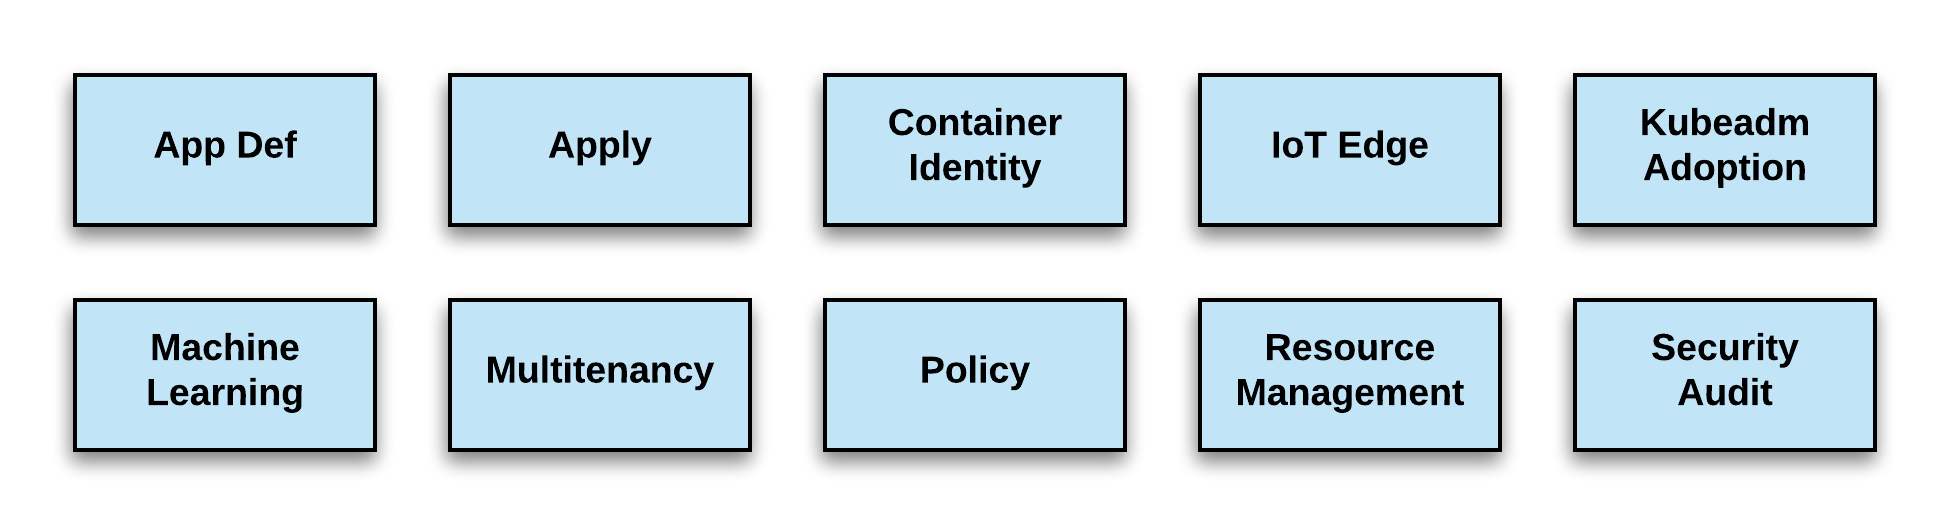 App Def
Apply
Container
Identity
IoT Edge
Kubeadm
Adoption
Machine
Learning
Multitenancy
Policy
Resource
Management
Security
Audit